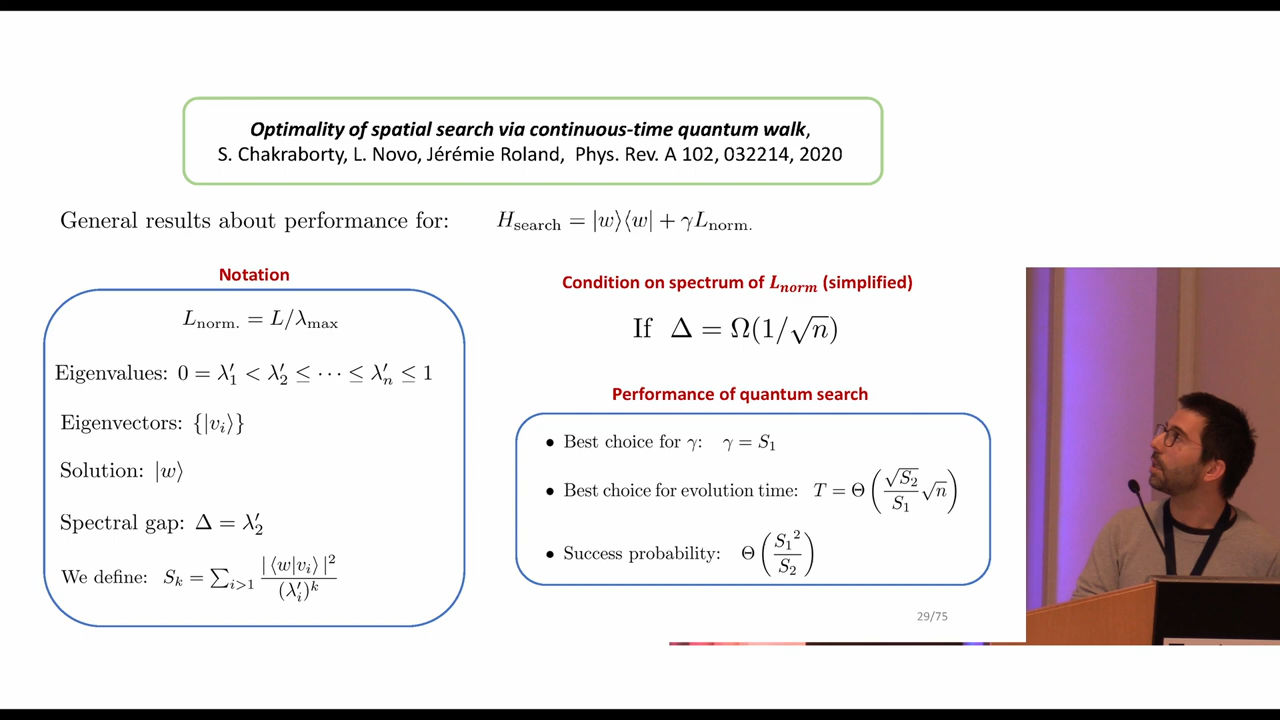 Optimality of spatial search via continuous-time quantum walk,
S. Chakraborty, L. Novo, Jérémie Roland, Phys. Rev. A 102, 032214, 2020
General results about performance for: H_search = |w⟩⟨w| + γL_norm.
Notation
L_norm. = L/λ_max
Eigenvalues: 0 = λ′_1 < λ′_2 ≤ ··· ≤ λ′_n ≤ 1
Eigenvectors: {|v_i⟩}
Solution: |w⟩
Spectral gap: Δ = λ′_2
We define: S_k = ∑_{i>1} |⟨w|v_i⟩|^2 / (λ′_i)^k
Condition on spectrum of L_norm (simplified)
If Δ = Ω(1/√n)
Performance of quantum search
• Best choice for γ: γ = S_1
• Best choice for evolution time: T = Θ(√S_2 / S_1 √n)
• Success probability: Θ(S_1^2 / S_2)
29/75